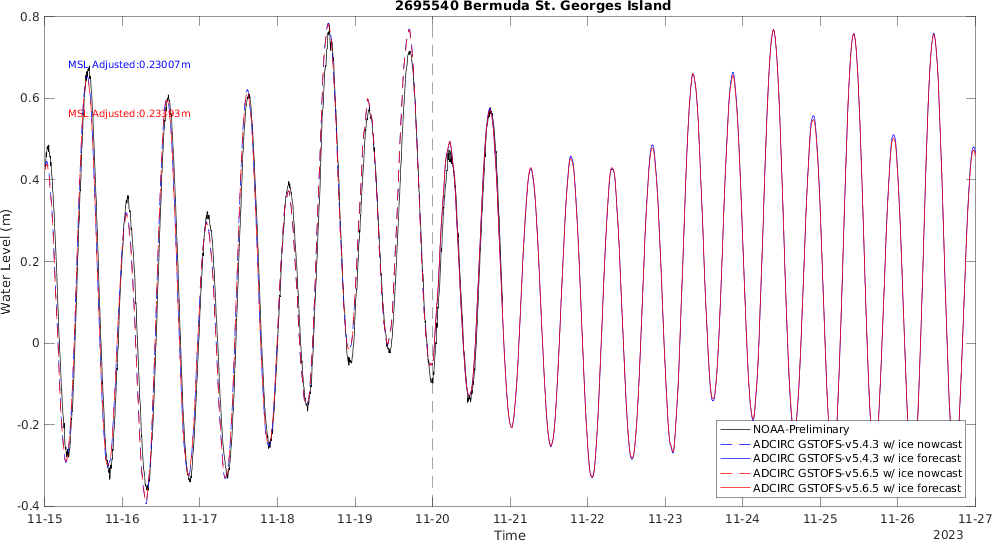 2695540 Bermuda St. Georges Island
0.8
0.6
0.4
0.2
0
-0.2
-0.4
Water Level (m)
MSL Adjusted:0.23007m
MSL Adjusted:0.23393m
NOAA-Preliminary
ADCIRC GSTOFS-v5.4.3 w/ ice nowcast
ADCIRC GSTOFS-v5.4.3 w/ ice forecast
ADCIRC GSTOFS-v5.6.5 w/ ice nowcast
ADCIRC GSTOFS-v5.6.5 w/ ice forecast
11-15 11-16 11-17 11-18 11-19 11-20 11-21 11-22 11-23 11-24 11-25 11-26 11-27
Time
2023